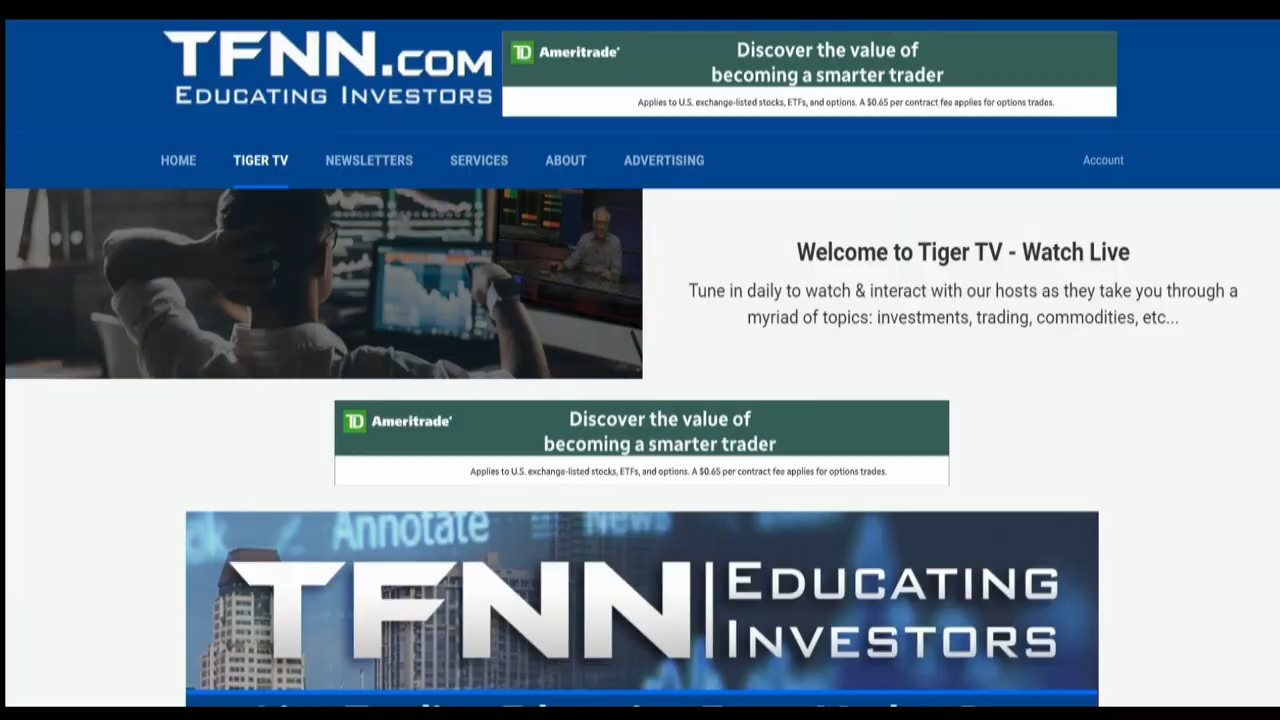 TFNN.COM
EDUCATING INVESTORS
TD Ameritrade
Discover the value of
becoming a smarter trader
Applies to U.S. exchange-listed stocks, ETFs, and options. A $0.65 per contract fee applies for options trades.
HOME TIGER TV NEWSLETTERS SERVICES ABOUT ADVERTISING Account
Welcome to Tiger TV - Watch Live
Tune in daily to watch & interact with our hosts as they take you through a
myriad of topics: investments, trading, commodities, etc...
TD Ameritrade
Discover the value of
becoming a smarter trader
Applies to U.S. exchange-listed stocks, ETFs, and options. A $0.65 per contract fee applies for options trades.
Annotate News
TFNN EDUCATING
INVESTORS